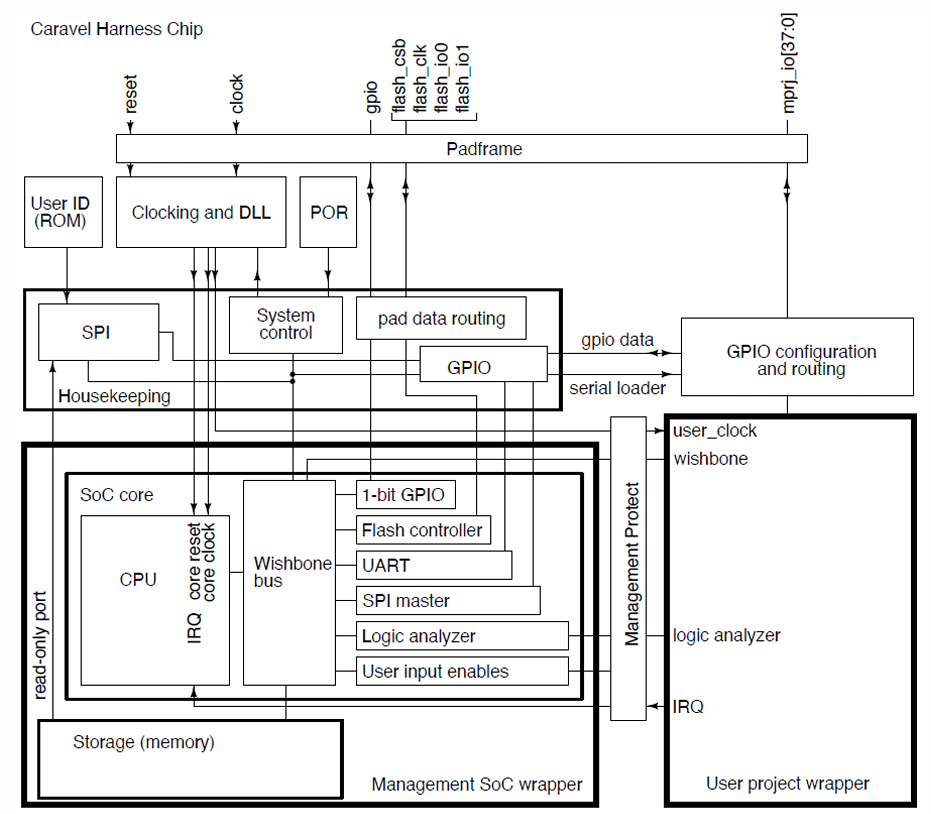 Caravel Harness Chip
reset
clock
gpio
flash_csb
flash_clk
flash_io0
flash_io1
mprj_io[37:0]
Padframe
User ID
(ROM)
Clocking and DLL
POR
SPI
System
control
pad data routing
GPIO
Housekeeping
gpio data
serial loader
GPIO configuration
and routing
user_clock
wishbone
SoC core
CPU
IRQ
core reset
core clock
Wishbone
bus
1-bit GPIO
Flash controller
UART
SPI master
Logic analyzer
User input enables
Management Protect
logic analyzer
IRQ
read-only port
Storage (memory)
Management SoC wrapper
User project wrapper